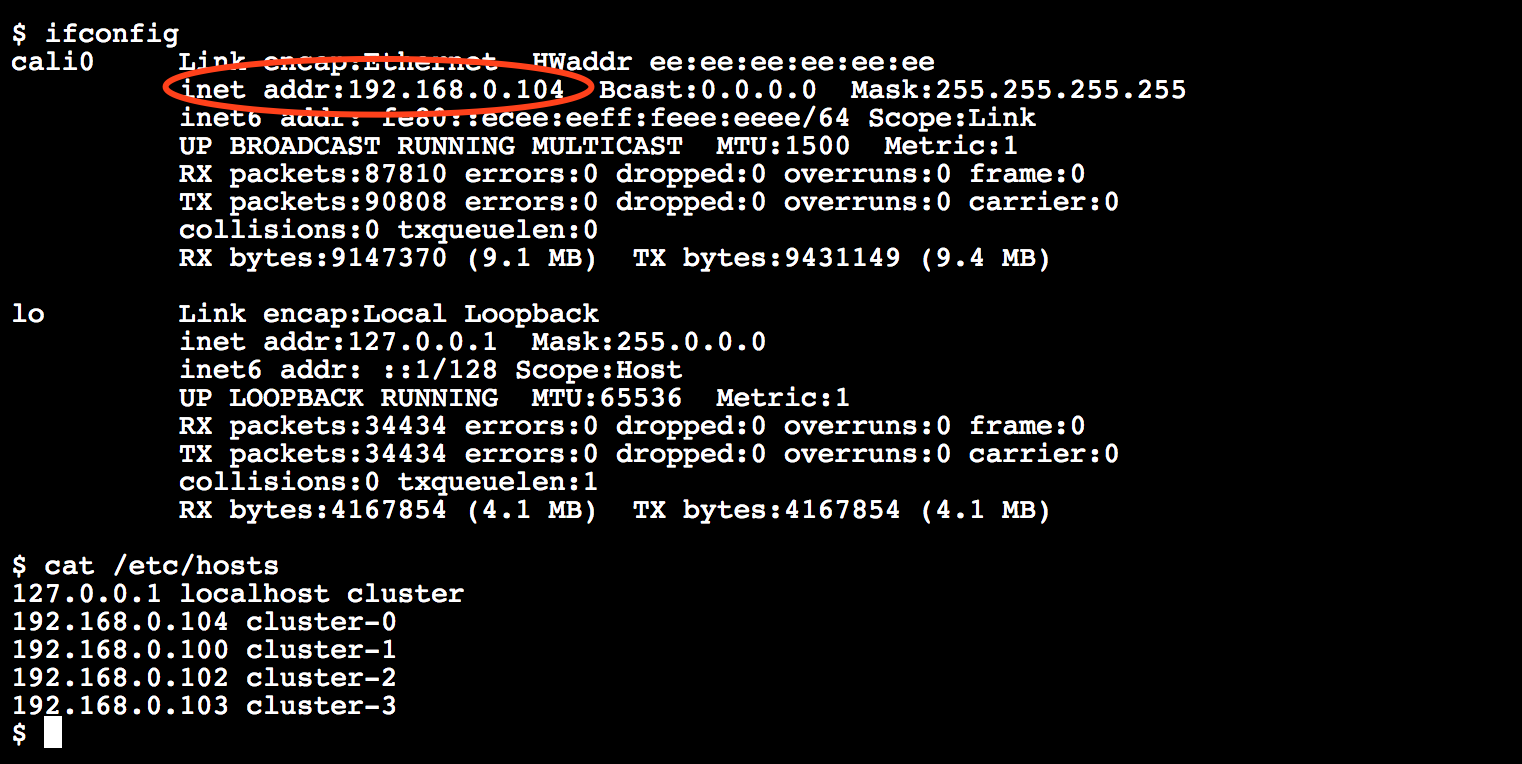 $ ifconfig
cali0     Link encap:Ethernet  HWaddr ee:ee:ee:ee:ee:ee
          inet addr:192.168.0.104  Bcast:0.0.0.0  Mask:255.255.255.255
          inet6 addr: fe80::ecee:eeff:feee:eeee/64 Scope:Link
          UP BROADCAST RUNNING MULTICAST  MTU:1500  Metric:1
          RX packets:87810 errors:0 dropped:0 overruns:0 frame:0
          TX packets:90808 errors:0 dropped:0 overruns:0 carrier:0
          collisions:0 txqueuelen:0
          RX bytes:9147370 (9.1 MB)  TX bytes:9431149 (9.4 MB)

lo        Link encap:Local Loopback
          inet addr:127.0.0.1  Mask:255.0.0.0
          inet6 addr: ::1/128 Scope:Host
          UP LOOPBACK RUNNING  MTU:65536  Metric:1
          RX packets:34434 errors:0 dropped:0 overruns:0 frame:0
          TX packets:34434 errors:0 dropped:0 overruns:0 carrier:0
          collisions:0 txqueuelen:1
          RX bytes:4167854 (4.1 MB)  TX bytes:4167854 (4.1 MB)

$ cat /etc/hosts
127.0.0.1 localhost cluster
192.168.0.104 cluster-0
192.168.0.100 cluster-1
192.168.0.102 cluster-2
192.168.0.103 cluster-3
$